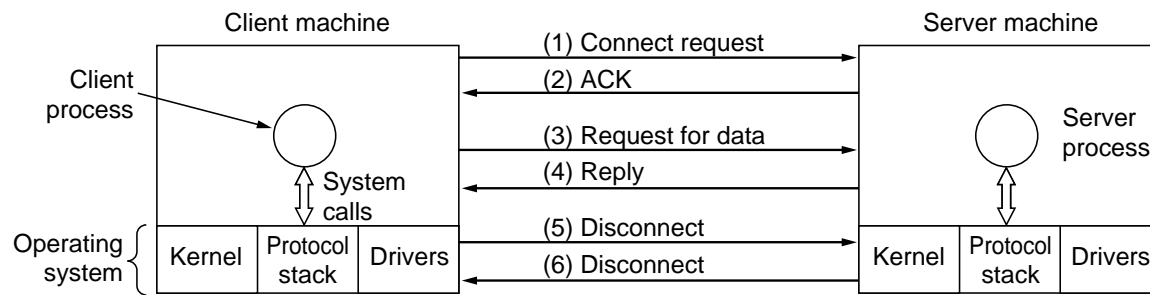 Client machine
Server machine
(1) Connect request
(2) ACK
Client
process
(3) Request for data
Server
process
(4) Reply
System
calls
Operating
system
Kernel
Protocol
stack
Drivers
(5) Disconnect
(6) Disconnect
Kernel
Protocol
stack
Drivers